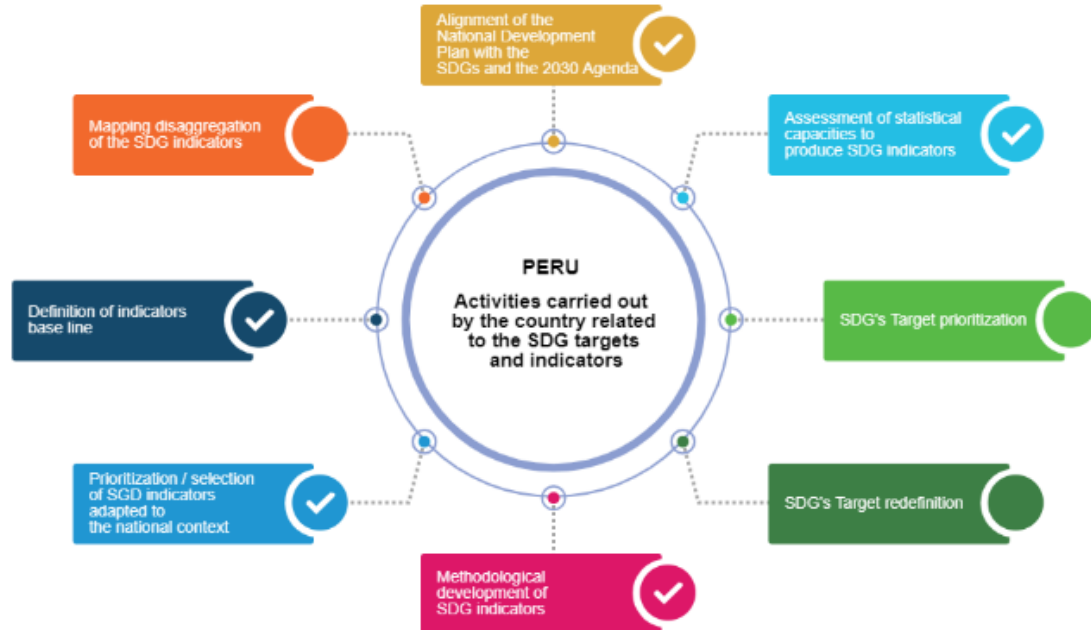 Alignment of the
National Development
Plan with the
SDGs and the 2030 Agenda
Mapping disaggregation
of the SDG indicators
Assessment of statistical
capacities to
produce SDG indicators
PERU
Activities carried out
by the country related
to the SDG targets
and indicators
Definition of indicators
base line
SDG's Target prioritization
Prioritization / selection
of SGD indicators
adapted to
the national context
SDG's Target redefinition
Methodological
development of
SDG indicators